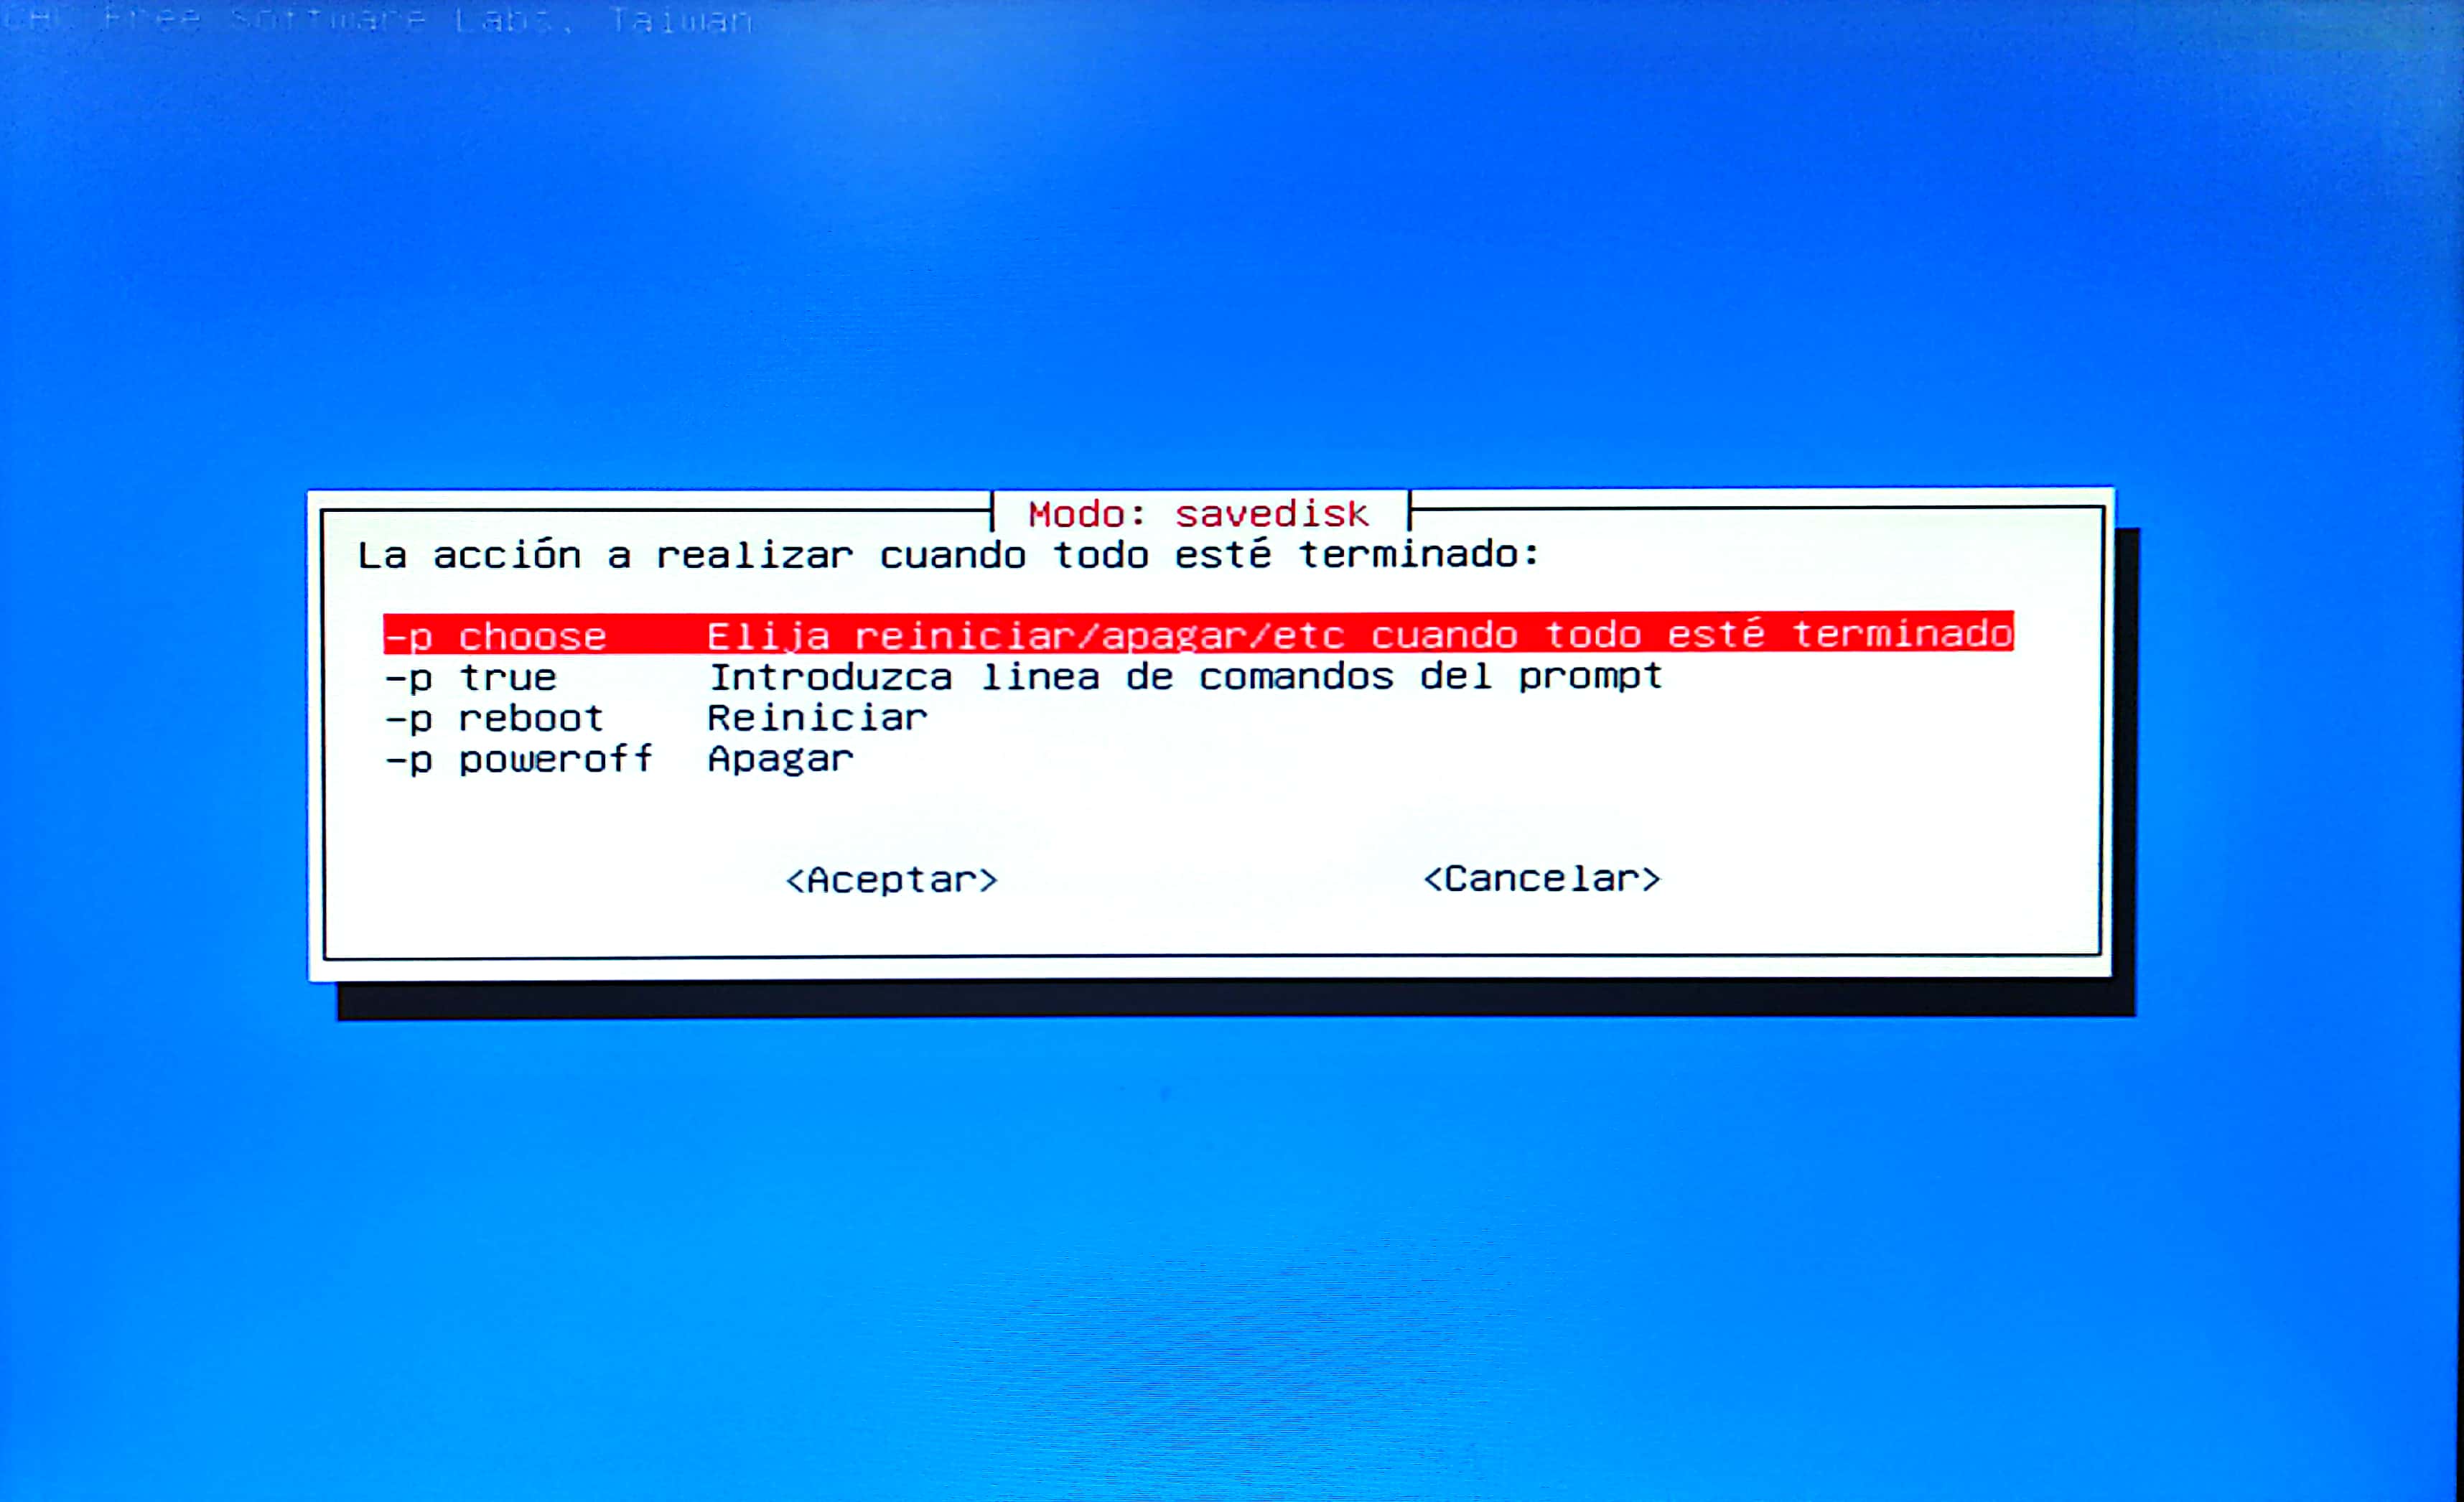 Free Software Labs, Taiwan
Modo: savedisk
La acción a realizar cuando todo esté terminado:
-p choose Elija reiniciar/apagar/etc cuando todo esté terminado
-p true Introduzca linea de comandos del prompt
-p reboot Reiniciar
-p poweroff Apagar
<Aceptar> <Cancelar>